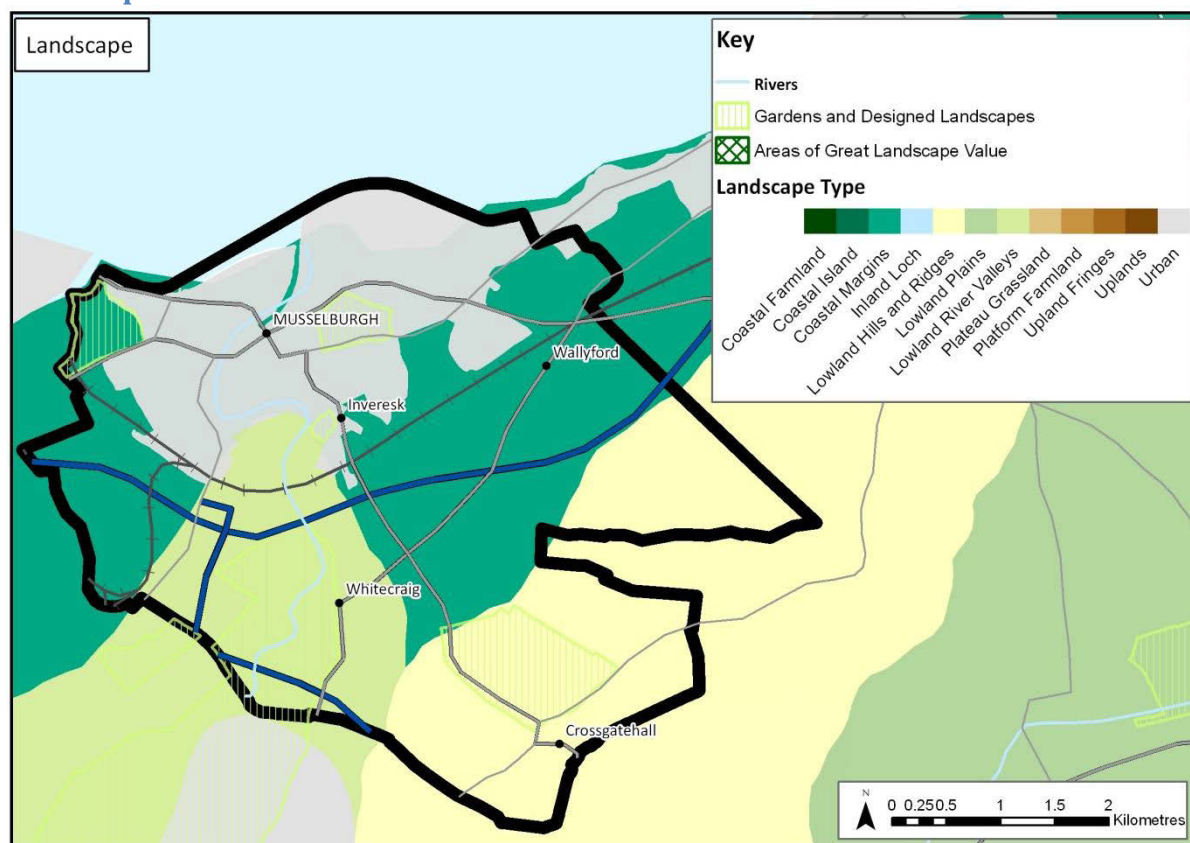 Landscape
Key
Rivers
Gardens and Designed Landscapes
Areas of Great Landscape Value
Landscape Type
Coastal Farmland
Coastal Island
Coastal Margins
Inland Loch
Lowland Hills and Ridges
Lowland Plains
Lowland River Valleys
Plateau Grassland
Platform Farmland
Upland Fringes
Uplands
Urban
MUSSELBURGH
Wallyford
Inveresk
Whitecraig
Crossgatehall
N
0 0.25 0.5 1 1.5 2
Kilometres